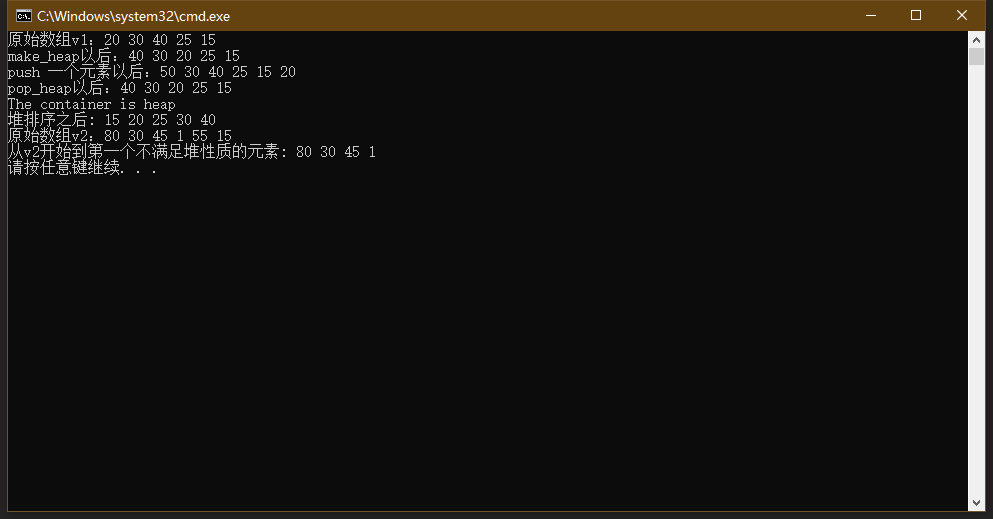 C:\Windows\system32\cmd.exe
原始数组v1：20 30 40 25 15
make_heap以后：40 30 20 25 15
push 一个元素以后：50 30 40 25 15 20
pop_heap以后：40 30 20 25 15
The container is heap
堆排序之后: 15 20 25 30 40
原始数组v2：80 30 45 1 55 15
从v2开始到第一个不满足堆性质的元素: 80 30 45 1
请按任意键继续. . .